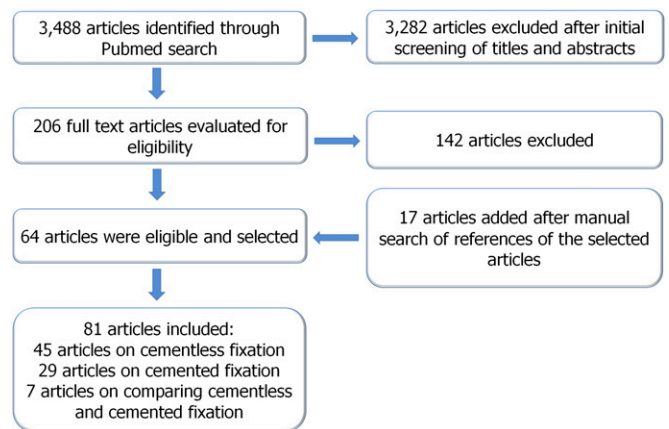 3,488 articles identified through
Pubmed search
3,282 articles excluded after initial
screening of titles and abstracts
206 full text articles evaluated for
eligibility
142 articles excluded
64 articles were eligible and selected
17 articles added after manual
search of references of the selected
articles
81 articles included:
45 articles on cementless fixation
29 articles on cemented fixation
7 articles on comparing cementless
and cemented fixation